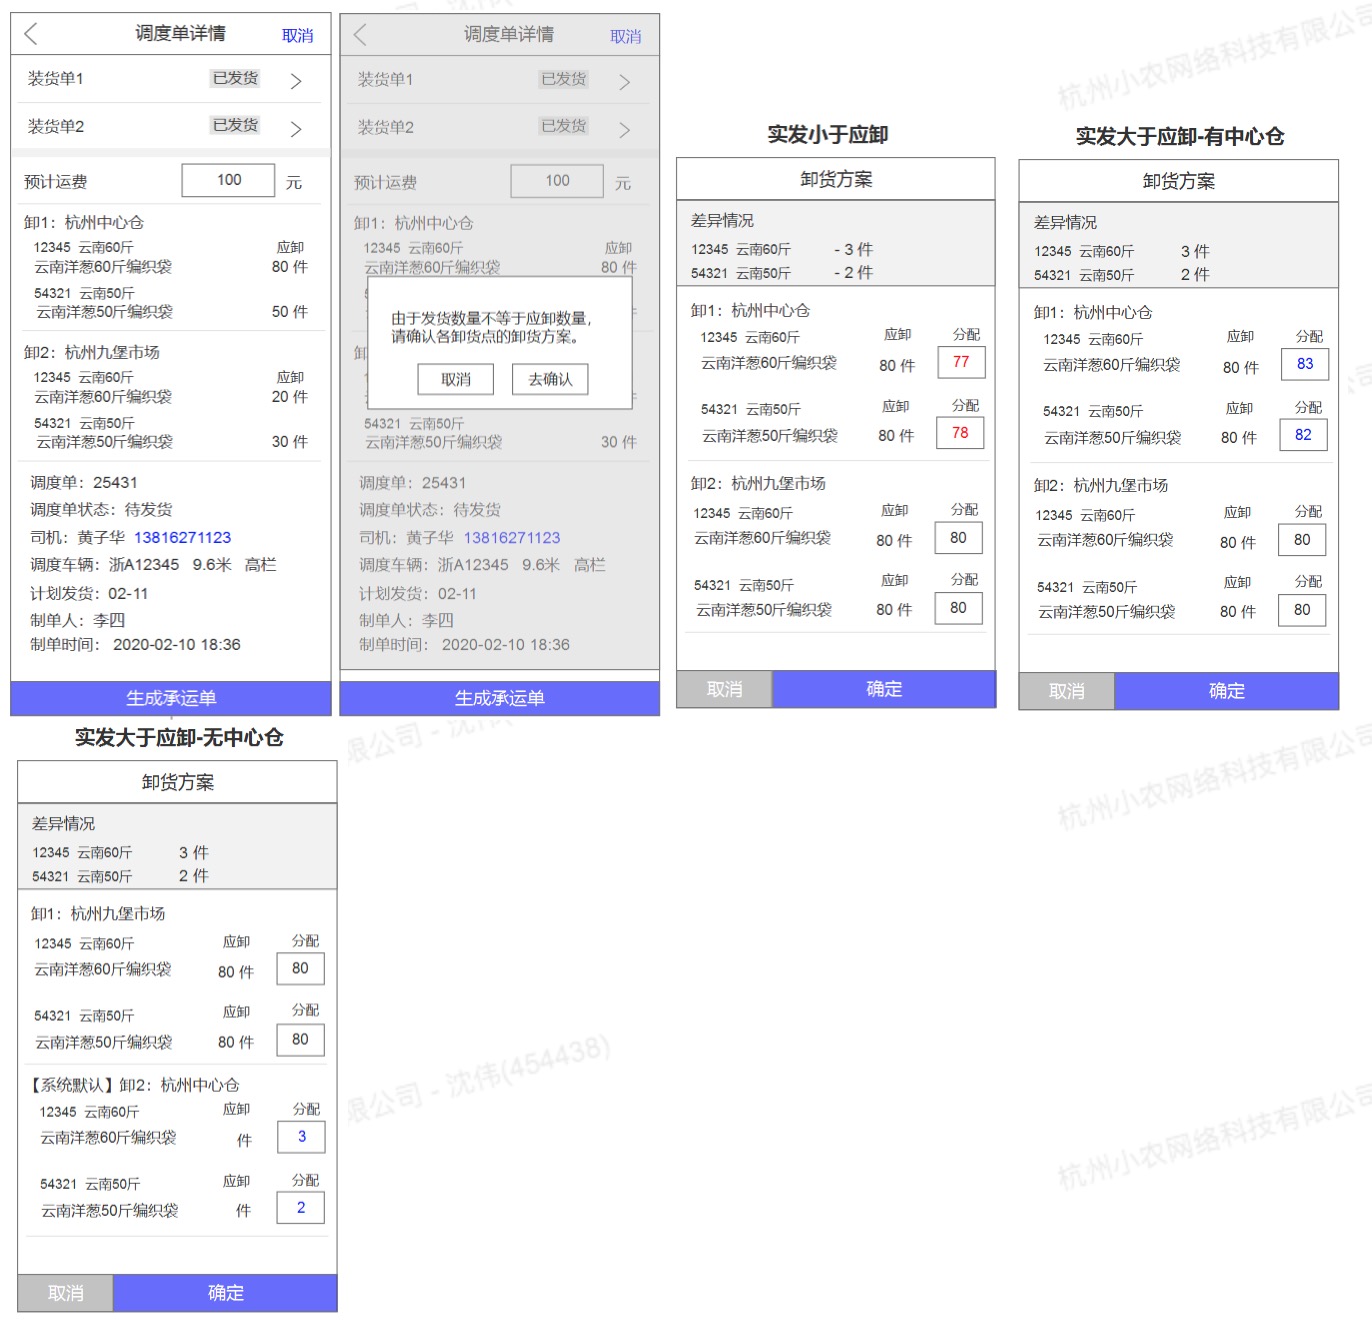 调度单详情 取消
装货单1 已发货
装货单2 已发货
预计运费 100 元
卸1：杭州中心仓
12345 云南60斤 应卸
云南洋葱60斤编织袋 80 件
54321 云南50斤
云南洋葱50斤编织袋 50 件
卸2：杭州九堡市场
12345 云南60斤 应卸
云南洋葱60斤编织袋 20 件
54321 云南50斤
云南洋葱50斤编织袋 30 件
调度单：25431
调度单状态：待发货
司机：黄子华 13816271123
调度车辆：浙A12345 9.6米 高栏
计划发货：02-11
制单人：李四
制单时间： 2020-02-10 18:36
生成承运单
调度单详情 取消
装货单1 已发货
装货单2 已发货
预计运费 100 元
卸1：杭州中心仓
12345 云南60斤 应卸
云南洋葱60斤编织袋 80 件
由于发货数量不等于应卸数量，
请确认各卸货点的卸货方案。
取消 去确认
54321 云南50斤
云南洋葱50斤编织袋 30 件
调度单：25431
调度单状态：待发货
司机：黄子华 13816271123
调度车辆：浙A12345 9.6米 高栏
计划发货：02-11
制单人：李四
制单时间： 2020-02-10 18:36
生成承运单
实发小于应卸
卸货方案
差异情况
12345 云南60斤 - 3 件
54321 云南50斤 - 2 件
卸1：杭州中心仓
12345 云南60斤 应卸 分配
云南洋葱60斤编织袋 80 件 77
54321 云南50斤 应卸 分配
云南洋葱50斤编织袋 80 件 78
卸2：杭州九堡市场
12345 云南60斤 应卸 分配
云南洋葱60斤编织袋 80 件 80
54321 云南50斤 应卸 分配
云南洋葱50斤编织袋 80 件 80
取消 确定
实发大于应卸-有中心仓
卸货方案
差异情况
12345 云南60斤 3 件
54321 云南50斤 2 件
卸1：杭州中心仓
12345 云南60斤 应卸 分配
云南洋葱60斤编织袋 80 件 83
54321 云南50斤 应卸 分配
云南洋葱50斤编织袋 80 件 82
卸2：杭州九堡市场
12345 云南60斤 应卸 分配
云南洋葱60斤编织袋 80 件 80
54321 云南50斤 应卸 分配
云南洋葱50斤编织袋 80 件 80
取消 确定
实发大于应卸-无中心仓
卸货方案
差异情况
12345 云南60斤 3 件
54321 云南50斤 2 件
卸1：杭州九堡市场
12345 云南60斤 应卸 分配
云南洋葱60斤编织袋 80 件 80
54321 云南50斤 应卸 分配
云南洋葱50斤编织袋 80 件 80
【系统默认】卸2：杭州中心仓
12345 云南60斤 应卸 分配
云南洋葱60斤编织袋 件 3
54321 云南50斤 应卸 分配
云南洋葱50斤编织袋 件 2
取消 确定
杭州小农网络科技有限公司
杭州小农网络科技有限公司
限公司 - 沈伟(454438)
杭州小农网络科技有限公司